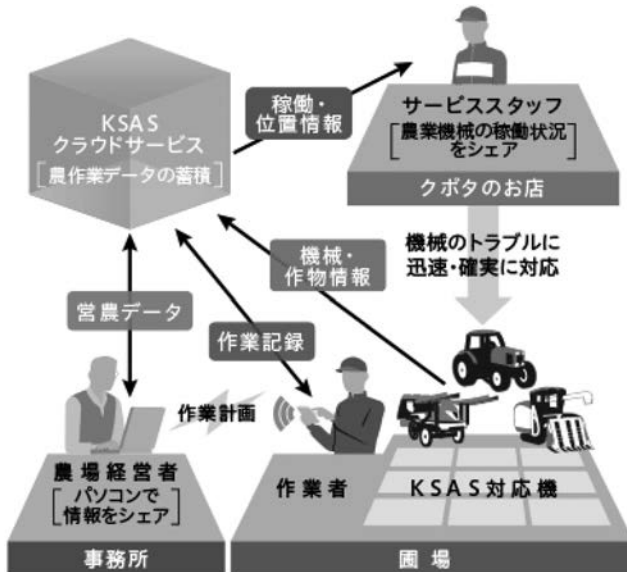 KSAS
クラウドサービス
[農作業データの蓄積]
稼働・
位置情報
サービススタッフ
[農業機械の稼働状況
をシェア]
クボタのお店
機械のトラブルに
迅速・確実に対応
機械・
作物情報
営農データ
作業記録
作業計画
農場経営者
[パソコンで
情報をシェア]
事務所
作業者
KSAS対応機
圃場